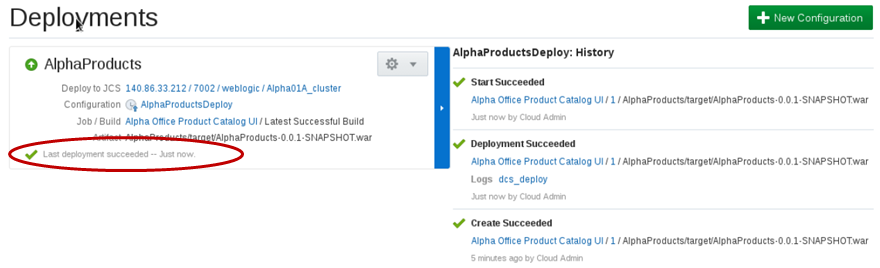 Deployments
New Configuration
AlphaProducts
Deploy to JCS 140.86.33.212 / 7002 / weblogic / Alpha01A_cluster
Configuration AlphaProductsDeploy
Job / Build Alpha Office Product Catalog UI / Latest Successful Build
Artifact AlphaProducts/target/AlphaProducts-0.0.1-SNAPSHOT.war
Last deployment succeeded -- Just now.
AlphaProductsDeploy: History
Start Succeeded
Alpha Office Product Catalog UI / 1 / AlphaProducts/target/AlphaProducts-0.0.1-SNAPSHOT.war
Just now by Cloud Admin
Deployment Succeeded
Alpha Office Product Catalog UI / 1 / AlphaProducts/target/AlphaProducts-0.0.1-SNAPSHOT.war
Logs dcs_deploy
Just now by Cloud Admin
Create Succeeded
Alpha Office Product Catalog UI / 1 / AlphaProducts/target/AlphaProducts-0.0.1-SNAPSHOT.war
5 minutes ago by Cloud Admin